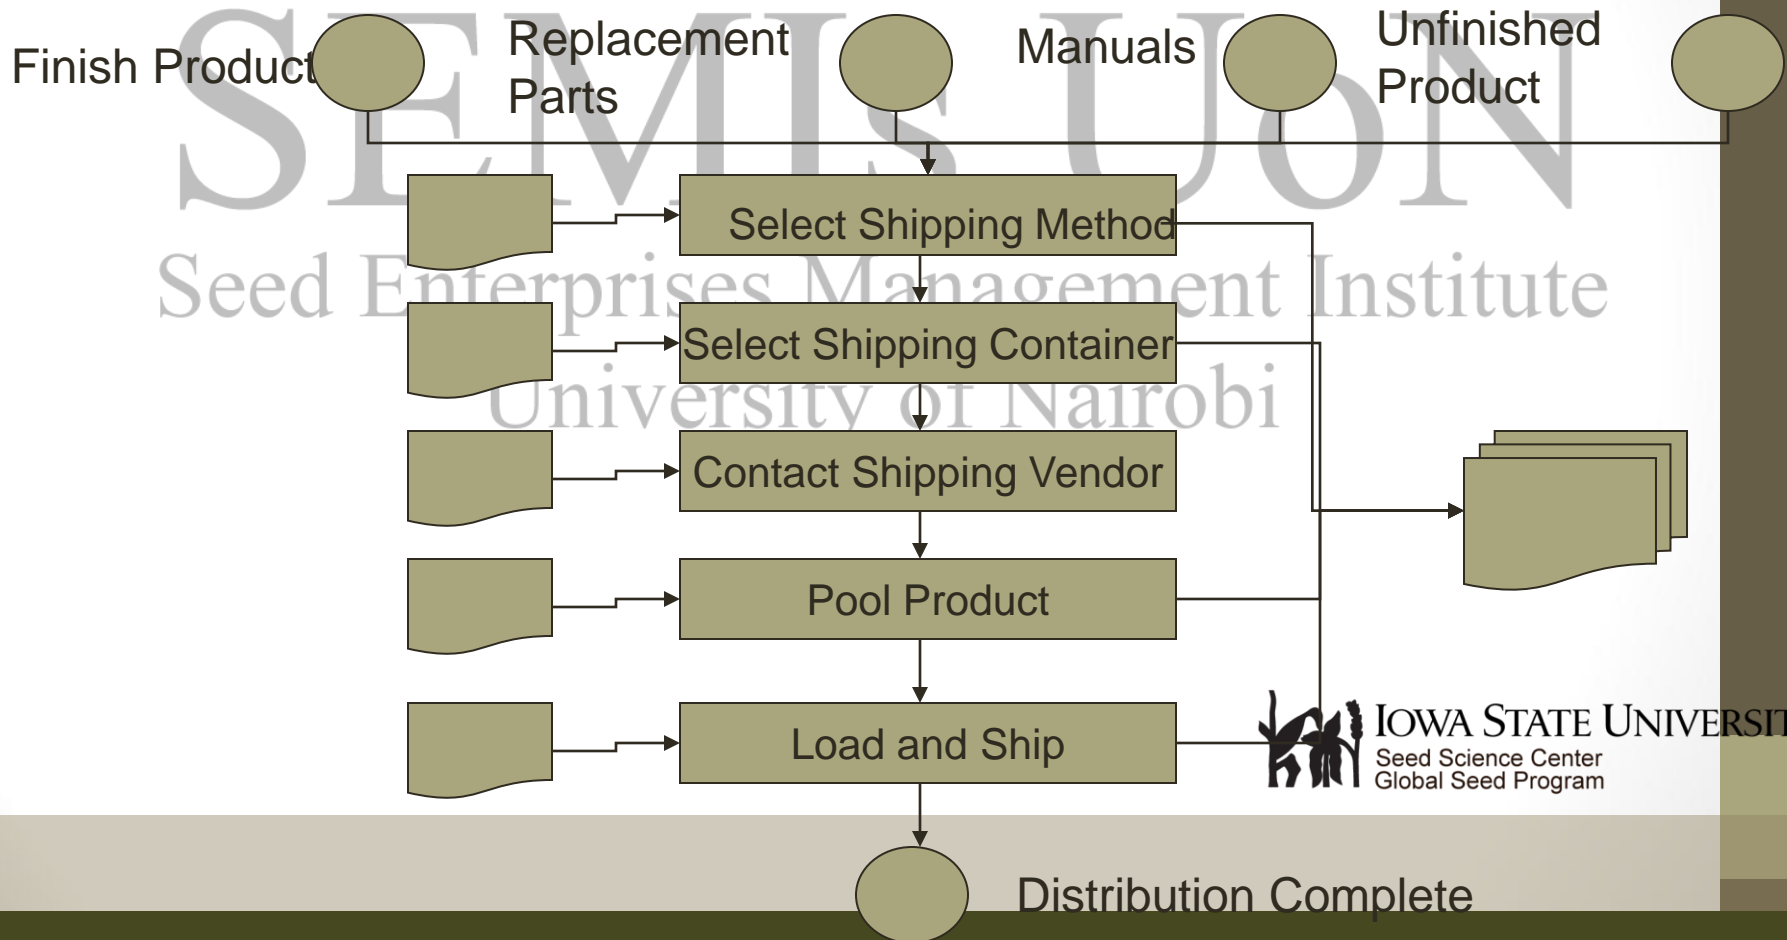 SEMIs UoN
Seed Enterprises Management Institute
University of Nairobi
Finish Product
Replacement
Parts
Manuals
Unfinished
Product
Select Shipping Method
Select Shipping Container
Contact Shipping Vendor
Pool Product
Load and Ship
IOWA STATE UNIVERSIT
Seed Science Center
Global Seed Program
Distribution Complete